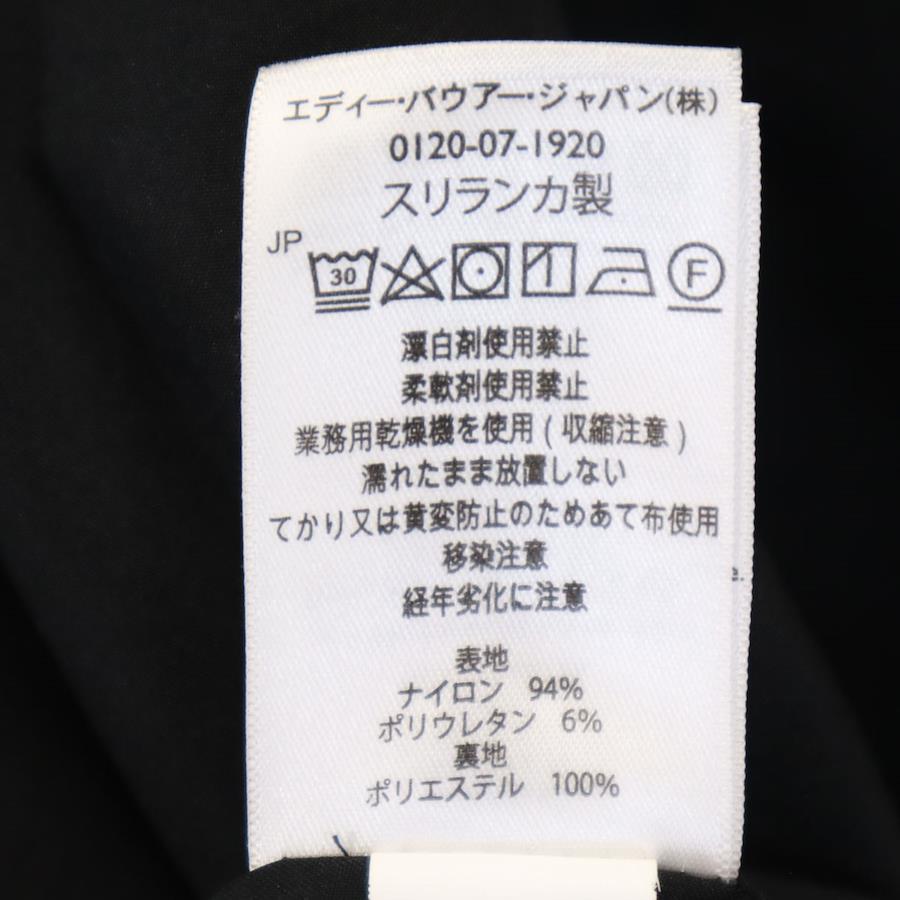 エディー・バウアー・ジャパン(株)
0120-07-1920
スリランカ製
JP
30
F
漂白剤使用禁止
柔軟剤使用禁止
業務用乾燥機を使用 ( 収縮注意 )
濡れたまま放置しない
てかり又は黄変防止のためあて布使用
移染注意
経年劣化に注意
e.
表地
ナイロン 94%
ポリウレタン 6%
裏地
ポリエステル 100%